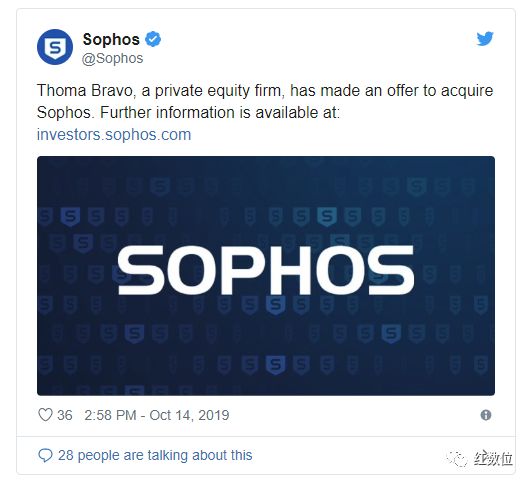 Sophos
@Sophos
Thoma Bravo, a private equity firm, has made an offer to acquire
Sophos. Further information is available at:
investors.sophos.com
SOPHOS
36 2:58 PM - Oct 14, 2019
28 people are talking about this
红数位